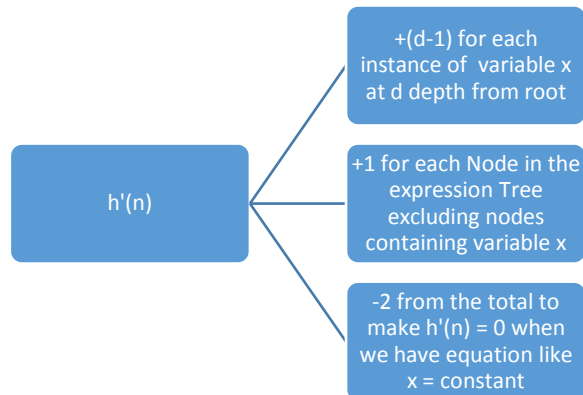 h'(n)
+(d-1) for each
instance of variable x
at d depth from root
+1 for each Node in the
expression Tree
excluding nodes
containing variable x
-2 from the total to
make h'(n) = 0 when
we have equation like
x = constant